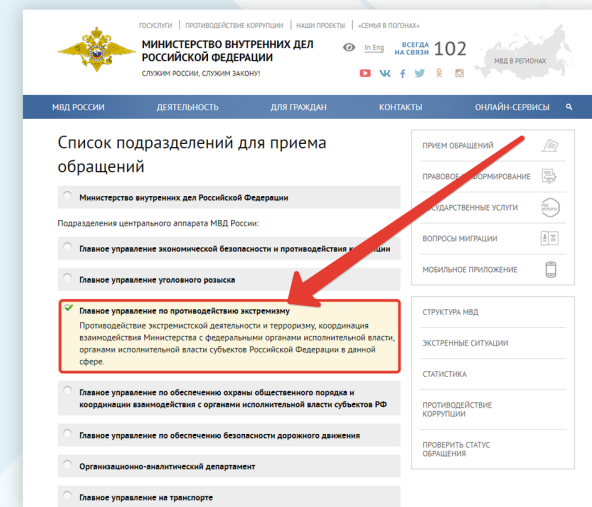 ГОСУСЛУГИ | ПРОТИВОДЕЙСТВИЕ КОРРУПЦИИ | НАШИ ПРОЕКТЫ | «СЕМЬЯ В ПОГОНАХ»
МИНИСТЕРСТВО ВНУТРЕННИХ ДЕЛ
РОССИЙСКОЙ ФЕДЕРАЦИИ
СЛУЖИМ РОССИИ, СЛУЖИМ ЗАКОНУ!
In Eng
ВСЕГДА
НА СВЯЗИ 102
МВД В РЕГИОНАХ
МВД РОССИИ ДЕЯТЕЛЬНОСТЬ ДЛЯ ГРАЖДАН КОНТАКТЫ ОНЛАЙН-СЕРВИСЫ
Список подразделений для приема
обращений
Министерство внутренних дел Российской Федерации
Подразделения центрального аппарата МВД России:
Главное управление экономической безопасности и противодействия
Главное управление уголовного розыска
Главное управление по противодействию экстремизму
Противодействие экстремистской деятельности и терроризму, координация
взаимодействия Министерства с федеральными органами исполнительной власти,
органами исполнительной власти субъектов Российской Федерации в данной
сфере.
Главное управление по обеспечению охраны общественного порядка и
координации взаимодействия с органами исполнительной власти субъектов РФ
Главное управление по обеспечению безопасности дорожного движения
Организационно-аналитический департамент
Главное управление на транспорте
ПРИЕМ ОБРАЩЕНИЙ
ПРАВОВОЕ
УСЛУГИ
ВОПРОСЫ МИГРАЦИИ
МОБИЛЬНОЕ ПРИЛОЖЕНИЕ
СТРУКТУРА МВД
ЭКСТРЕННЫЕ СИТУАЦИИ
СТАТИСТИКА
ПРОТИВОДЕЙСТВИЕ
КОРРУПЦИИ
ПРОВЕРИТЬ СТАТУС
ОБРАЩЕНИЯ